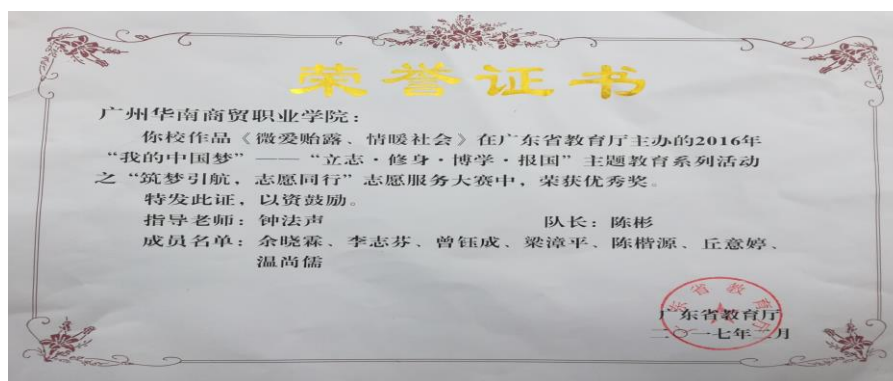 荣誉证书
广州华南商贸职业学院：
你校作品《微爱贻露、情暖社会》在广东省教育厅主办的2016年
“我的中国梦”——“立志·修身·博学·报国”主题教育系列活动
之“筑梦引航，志愿同行”志愿服务大赛中，荣获优秀奖。
特发此证，以资鼓励。
指导老师：钟法声 队长：陈彬
成员名单：余晓霖、李志芬、曾钰成、梁漳平、陈楷源、丘意婷、
温尚儒
广东省教育厅
二〇一七年二月